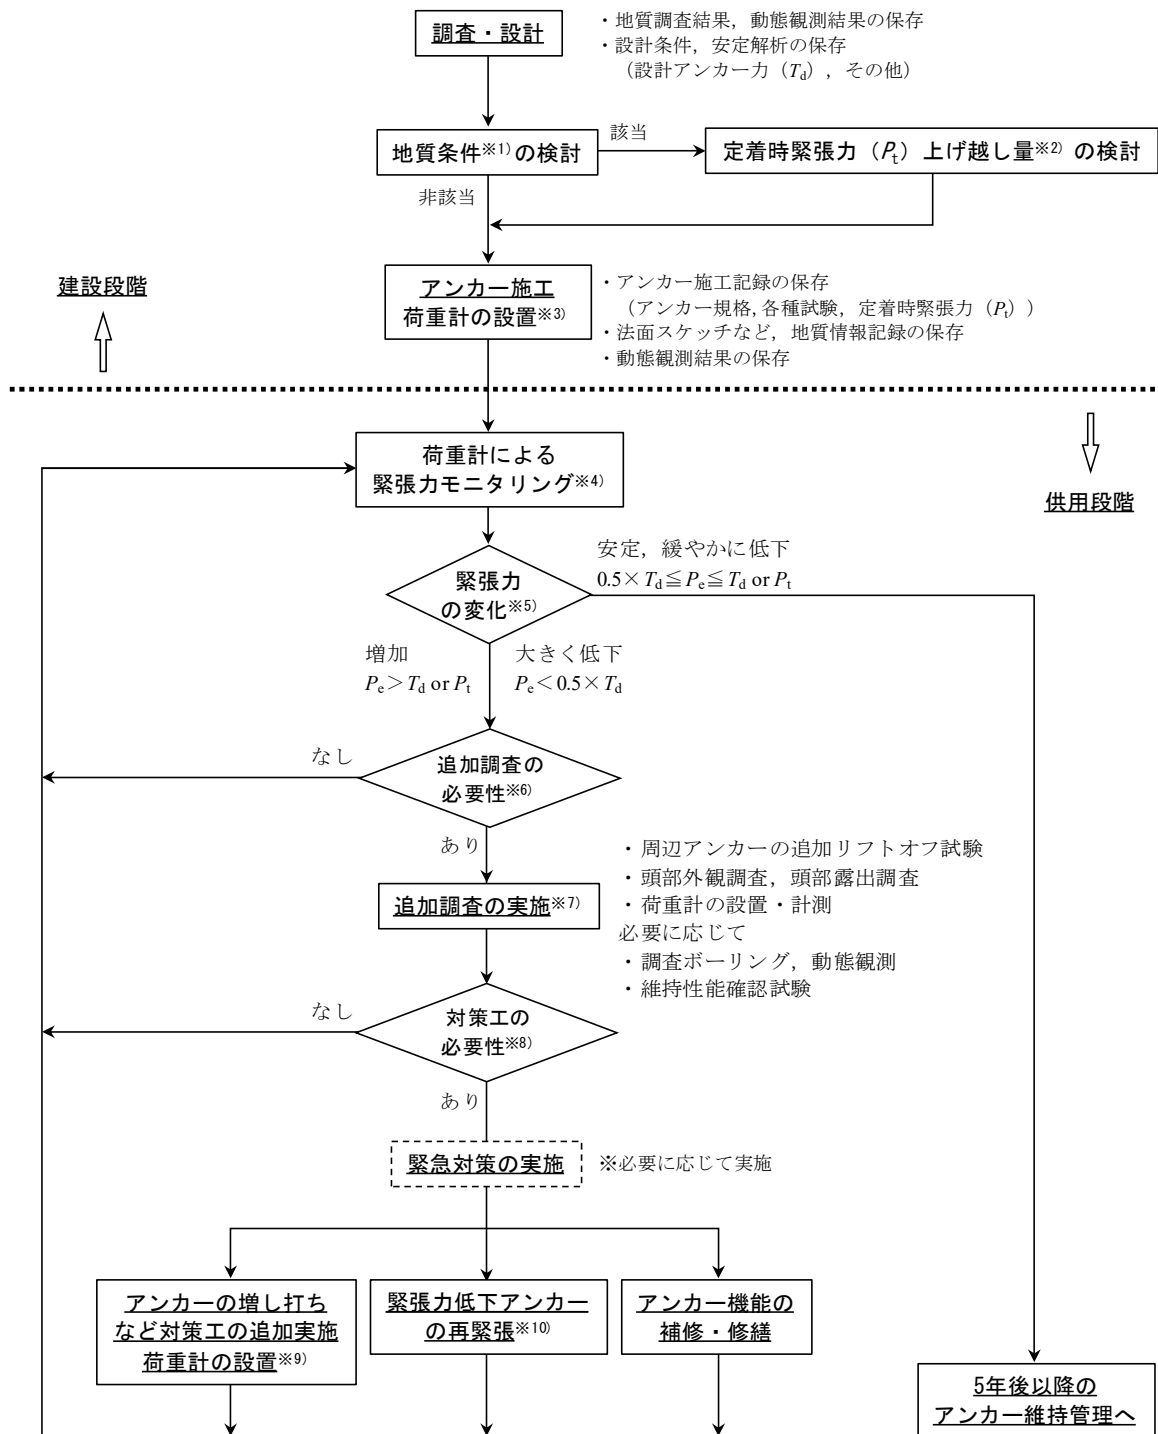 調査・設計
・地質調査結果，動態観測結果の保存
・設計条件，安定解析の保存
（設計アンカー力（Td），その他）
地質条件※1)の検討
該当
定着時緊張力（Pt）上げ越し量※2)の検討
非該当
建設段階
アンカー施工
荷重計の設置※3)
・アンカー施工記録の保存
（アンカー規格,各種試験，定着時緊張力（Pt））
・法面スケッチなど，地質情報記録の保存
・動態観測結果の保存
荷重計による
緊張力モニタリング※4)
供用段階
緊張力
の変化※5)
安定，緩やかに低下
0.5×Td≦Pe≦Td or Pt
増加
Pe＞Td or Pt
大きく低下
Pe＜0.5×Td
なし
追加調査の
必要性※6)
あり
追加調査の実施※7)
・周辺アンカーの追加リフトオフ試験
・頭部外観調査，頭部露出調査
・荷重計の設置・計測
必要に応じて
・調査ボーリング，動態観測
・維持性能確認試験
なし
対策工の
必要性※8)
あり
緊急対策の実施
※必要に応じて実施
アンカーの増し打ち
など対策工の追加実施
荷重計の設置※9)
緊張力低下アンカー
の再緊張※10)
アンカー機能の
補修・修繕
5年後以降の
アンカー維持管理へ